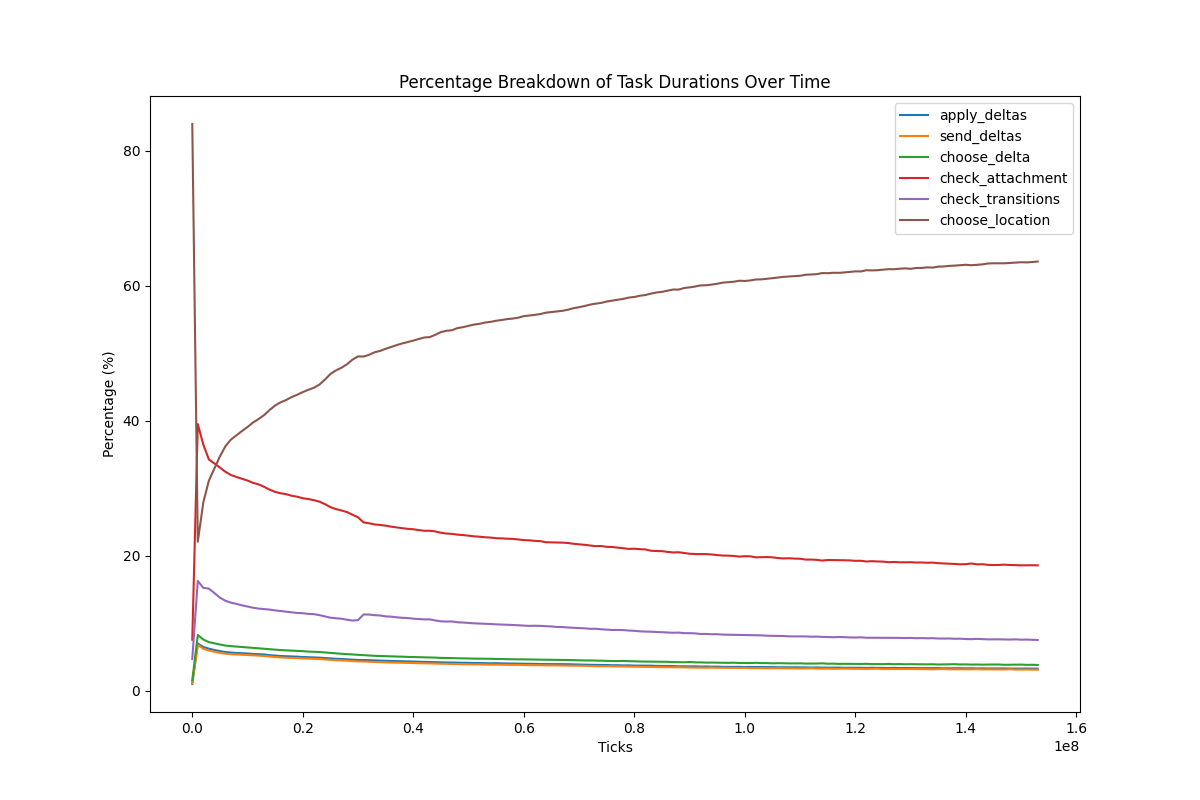 Percentage Breakdown of Task Durations Over Time
apply_deltas
send_deltas
choose_delta
check_attachment
check_transitions
choose_location
Percentage (%)
80
60
40
20
0
0.0 0.2 0.4 0.6 0.8 1.0 1.2 1.4 1.6
1e8
Ticks